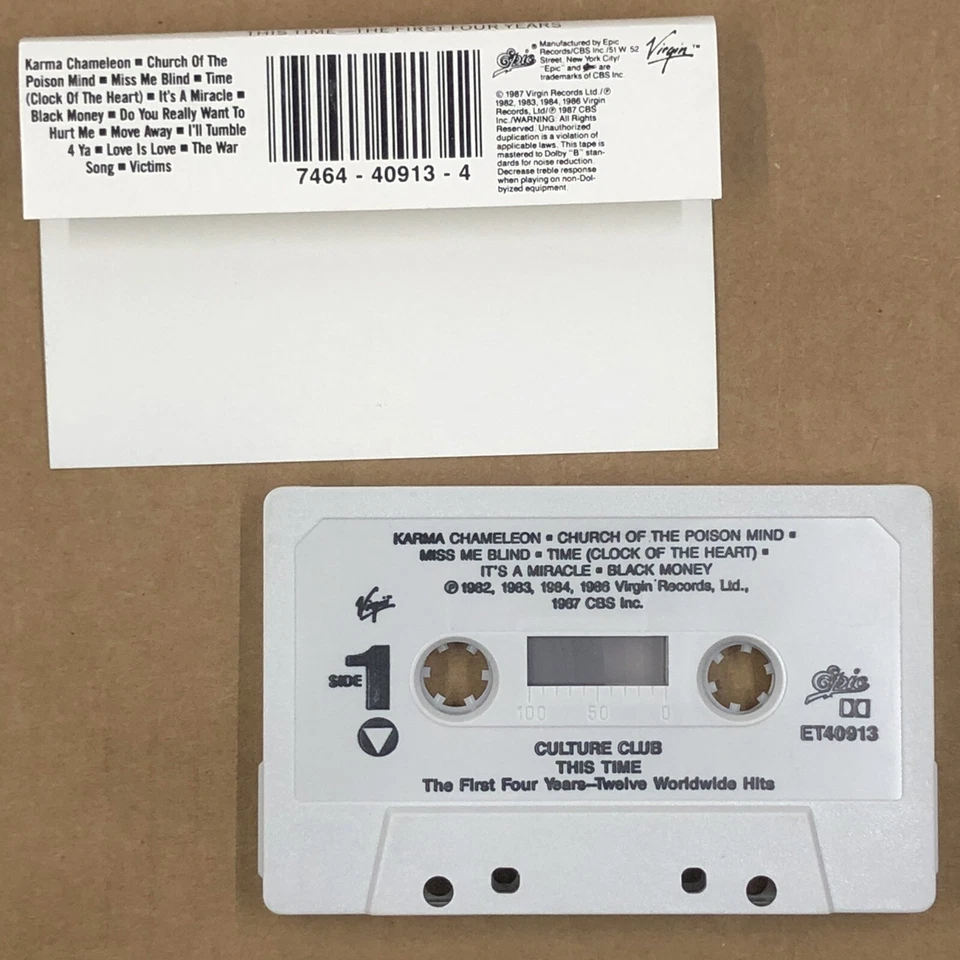 THIS TIME—THE FIRST FOUR YEARS
Karma Chameleon ▪ Church Of The
Poison Mind ▪ Miss Me Blind ▪ Time
(Clock Of The Heart) ▪ It's A Miracle ▪
Black Money ▪ Do You Really Want To
Hurt Me ▪ Move Away ▪ I'll Tumble
4 Ya ▪ Love Is Love ▪ The War
Song ▪ Victims
7464 - 40913 - 4
Epic®
Manufactured by Epic
Records/CBS Inc./51 W. 52
Street, New York City/
"Epic" and are
trademarks of CBS Inc.
Virgin™
© 1987 Virgin Records Ltd./℗
1982, 1983, 1984, 1986 Virgin
Records, Ltd/℗ 1987 CBS
Inc./WARNING: All Rights
Reserved. Unauthorized
duplication is a violation of
applicable laws. This tape is
mastered to Dolby "B" stan-
dards for noise reduction.
Decrease treble response
when playing on non-Dol-
byized equipment.
KARMA CHAMELEON ▪ CHURCH OF THE POISON MIND ▪
MISS ME BLIND ▪ TIME (CLOCK OF THE HEART) ▪
IT'S A MIRACLE ▪ BLACK MONEY
℗ 1982, 1983, 1984, 1986 Virgin Records, Ltd.,
1987 CBS Inc.
Virgin
SIDE 1
100 50 0
Epic
ET40913
CULTURE CLUB
THIS TIME
The First Four Years—Twelve Worldwide Hits